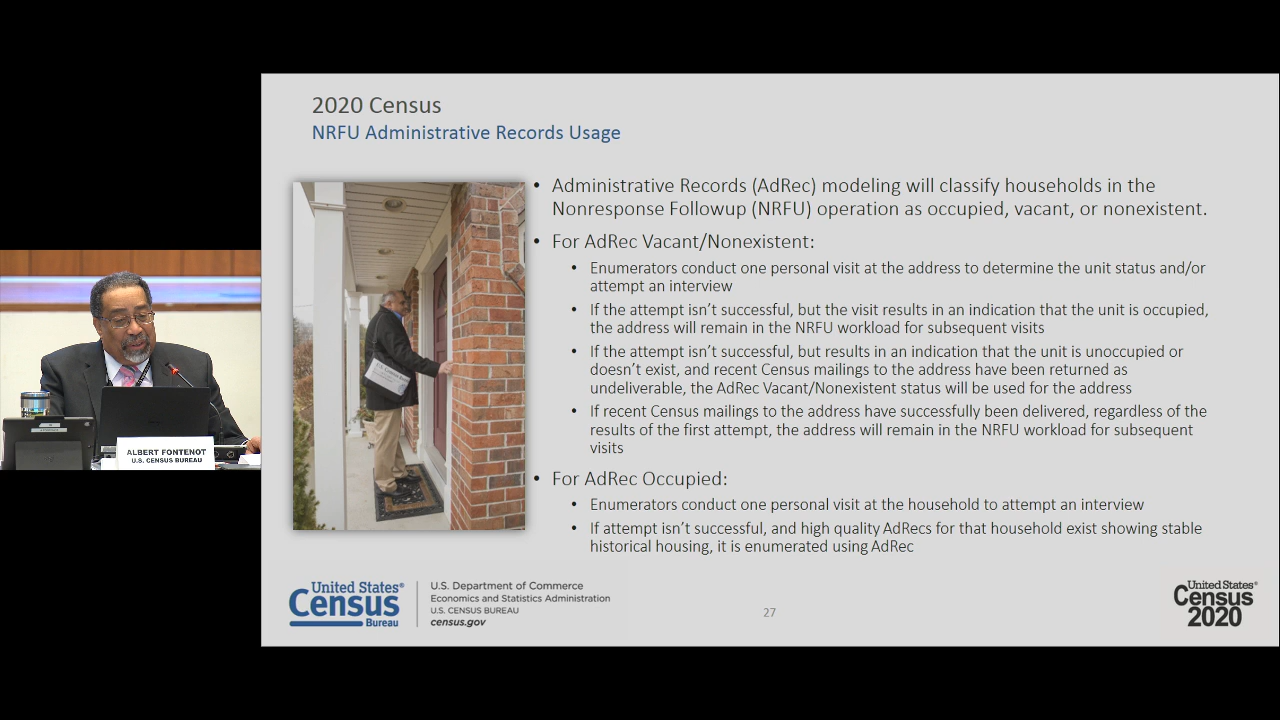 2020 Census
NRFU Administrative Records Usage
• Administrative Records (AdRec) modeling will classify households in the
Nonresponse Followup (NRFU) operation as occupied, vacant, or nonexistent.
• For AdRec Vacant/Nonexistent:
• Enumerators conduct one personal visit at the address to determine the unit status and/or
attempt an interview
• If the attempt isn't successful, but the visit results in an indication that the unit is occupied,
the address will remain in the NRFU workload for subsequent visits
• If the attempt isn't successful, but results in an indication that the unit is unoccupied or
doesn't exist, and recent Census mailings to the address have been returned as
undeliverable, the AdRec Vacant/Nonexistent status will be used for the address
• If recent Census mailings to the address have successfully been delivered, regardless of the
results of the first attempt, the address will remain in the NRFU workload for subsequent
visits
• For AdRec Occupied:
• Enumerators conduct one personal visit at the household to attempt an interview
• If attempt isn't successful, and high quality AdRecs for that household exist showing stable
historical housing, it is enumerated using AdRec
ALBERT FONTENOT
U.S. CENSUS BUREAU
United States®
Census
Bureau
U.S. Department of Commerce
Economics and Statistics Administration
U.S. CENSUS BUREAU
census.gov
27
United States®
Census
2020